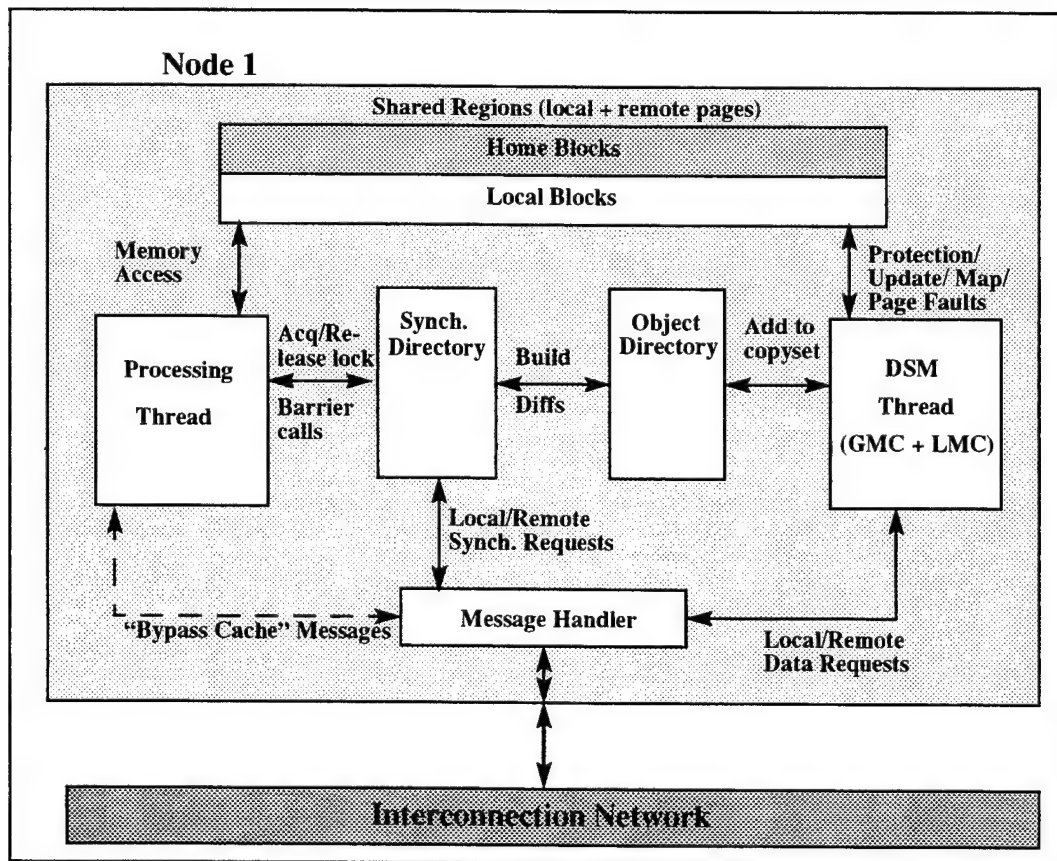 Node 1
Shared Regions (local + remote pages)
Home Blocks
Local Blocks
Memory
Access
Protection/
Update/ Map/
Page Faults
Processing
Thread
Acq/Re-
lease lock
Barrier
calls
Synch.
Directory
Build
Diffs
Object
Directory
Add to
copyset
DSM
Thread
(GMC + LMC)
Local/Remote
Synch. Requests
“Bypass Cache” Messages
Message Handler
Local/Remote
Data Requests
Interconnection Network